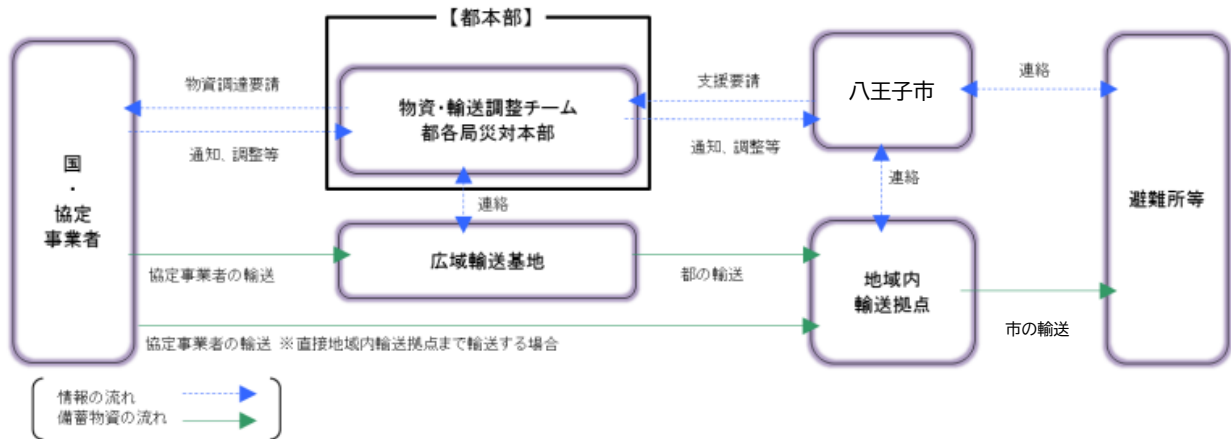 【都本部】
国
・
協定
事業者
物資調達要請
通知、調整等
物資・輸送調整チーム
都各局災対本部
支援要請
通知、調整等
八王子市
連絡
避難所等
連絡
連絡
広域輸送基地
協定事業者の輸送
都の輸送
地域内
輸送拠点
市の輸送
協定事業者の輸送 ※直接地域内輸送拠点まで輸送する場合
情報の流れ
備蓄物資の流れ